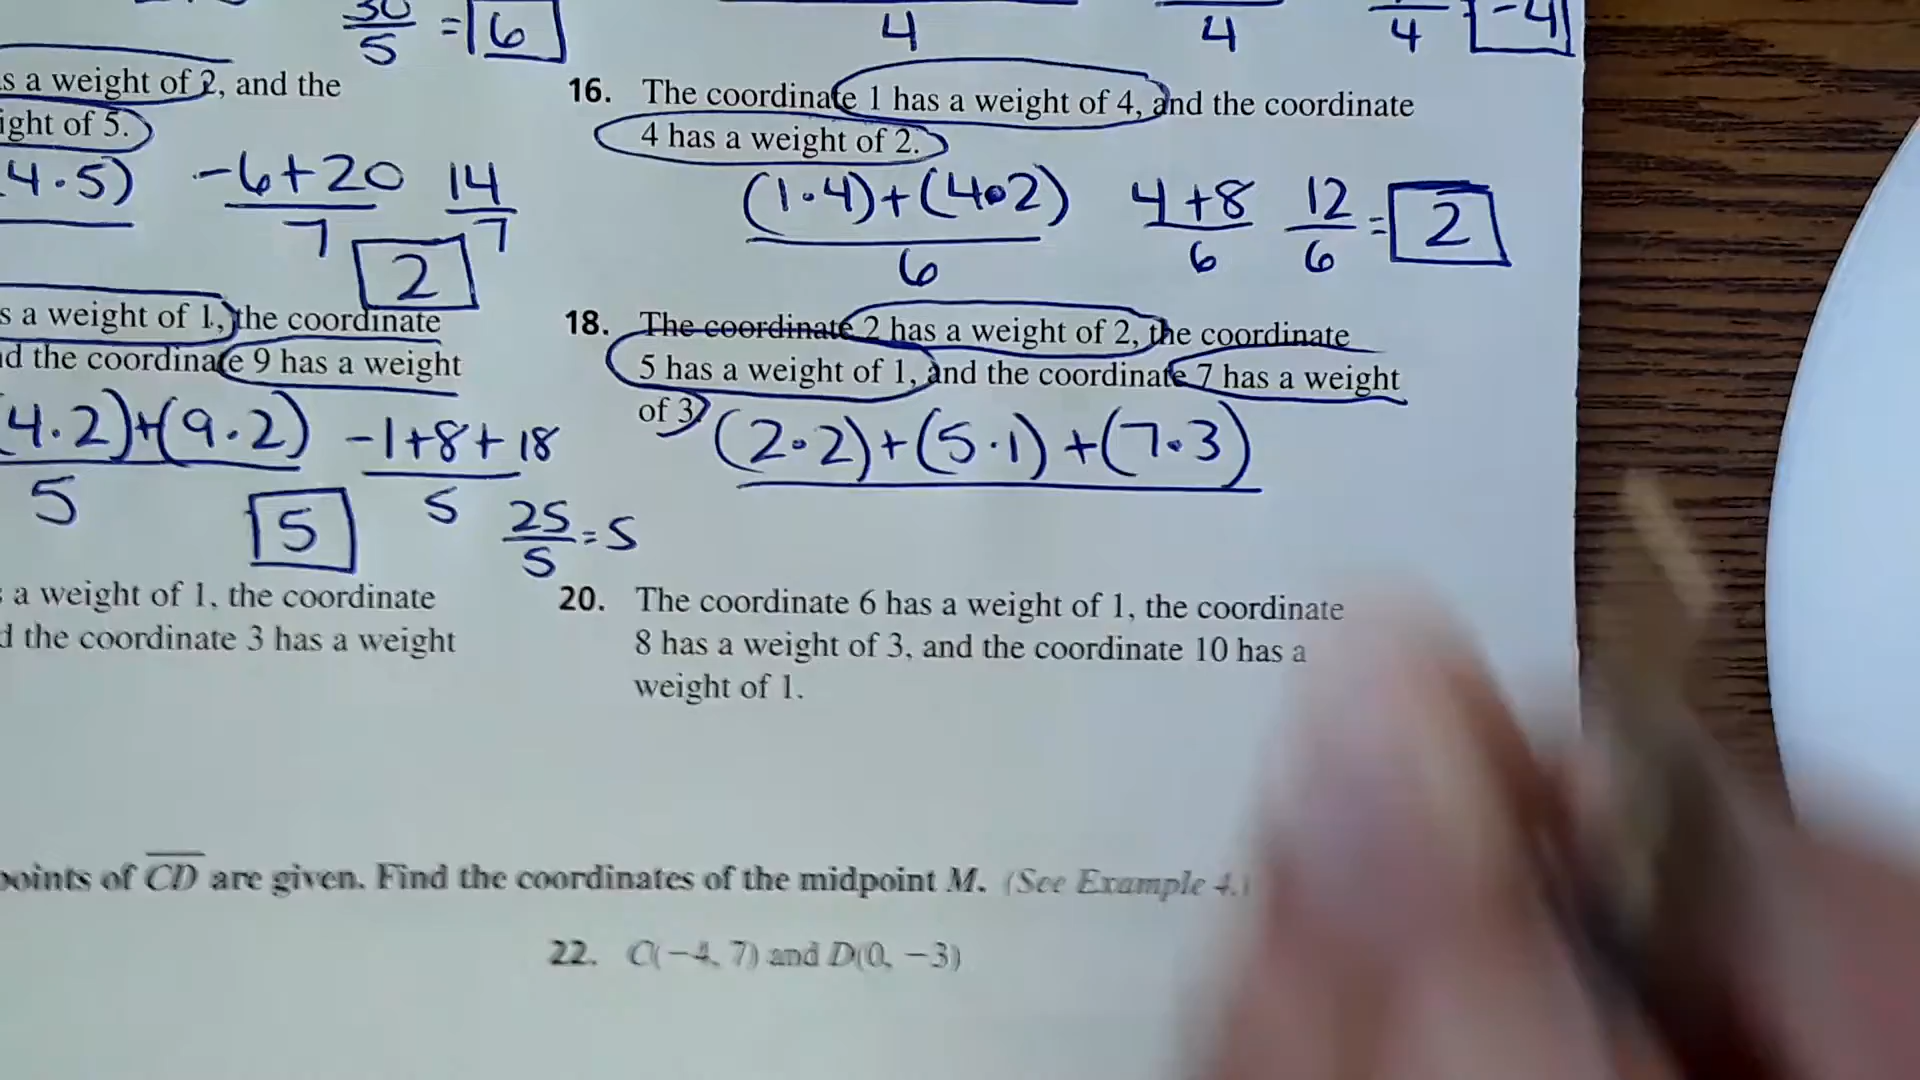 30/5 = 6
4 4 4 -4
s a weight of 2, and the
ight of 5.
4·5) -6+20/7 14/7
2
16. The coordinate 1 has a weight of 4, and the coordinate
4 has a weight of 2.
(1·4)+(4·2)/6 4+8/6 12/6 = 2
s a weight of 1, the coordinate
d the coordinate 9 has a weight
4·2)+(9·2)/5 -1+8+18/5 25/5 = 5
5
18. The coordinate 2 has a weight of 2, the coordinate
5 has a weight of 1, and the coordinate 7 has a weight
of 3.
(2·2)+(5·1)+(7·3)
a weight of 1, the coordinate
d the coordinate 3 has a weight
20. The coordinate 6 has a weight of 1, the coordinate
8 has a weight of 3, and the coordinate 10 has a
weight of 1.
points of CD are given. Find the coordinates of the midpoint M. (See Example 4.)
22. C(−4, 7) and D(0, −3)